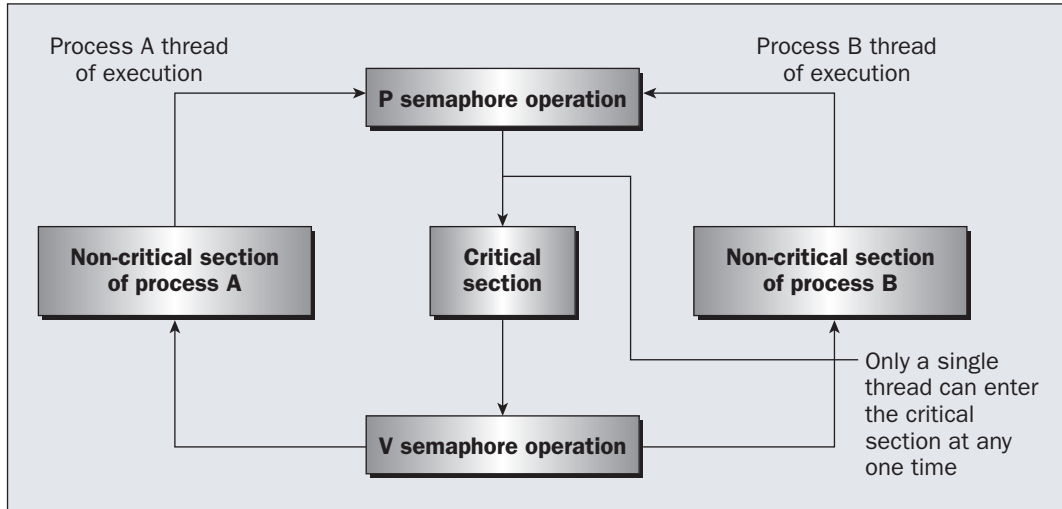 Process A thread
of execution
Process B thread
of execution
P semaphore operation
Non-critical section
of process A
Critical
section
Non-critical section
of process B
Only a single
thread can enter
the critical
section at any
one time
V semaphore operation